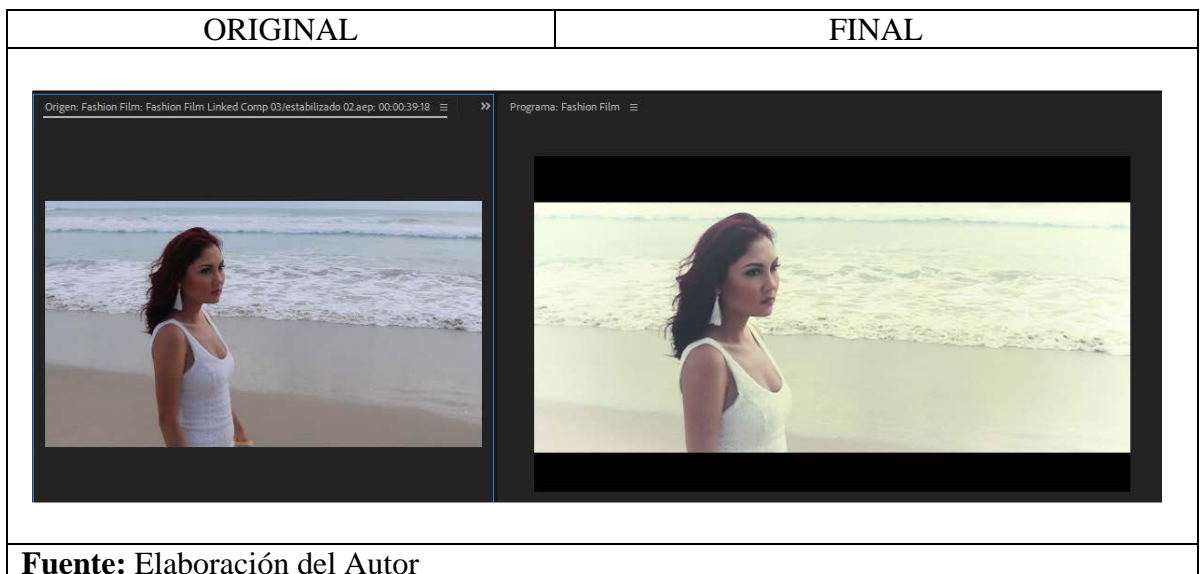 ORIGINAL
FINAL
Origen: Fashion Film: Fashion Film Linked Comp 03/estabilizado 02.aep: 00:00:39:18
Programa: Fashion Film
Fuente: Elaboración del Autor